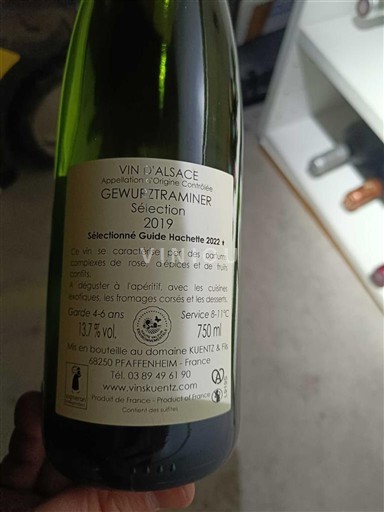 VIN D'ALSACE
Appellation d'Origine Contrôlée
GEWURZTRAMINER
Sélection
2019
Sélectionné Guide Hachette 2022
Ce vin se caractérise par des parfums
complexes de rose, d'épices et de fruits
confits.
A déguster à l'apéritif, avec les cuisines
exotiques, les fromages corsés et les desserts.
Garde 4-6 ans
Service 8-11°C
13.7 % vol.
750 ml
Mis en bouteille au domaine KUENTZ & Fils
68250 PFAFFENHEIM - France
Tél. 03 89 49 61 90
www.vinskuentz.com
Produit de France - Product of France
Contient des sulfites